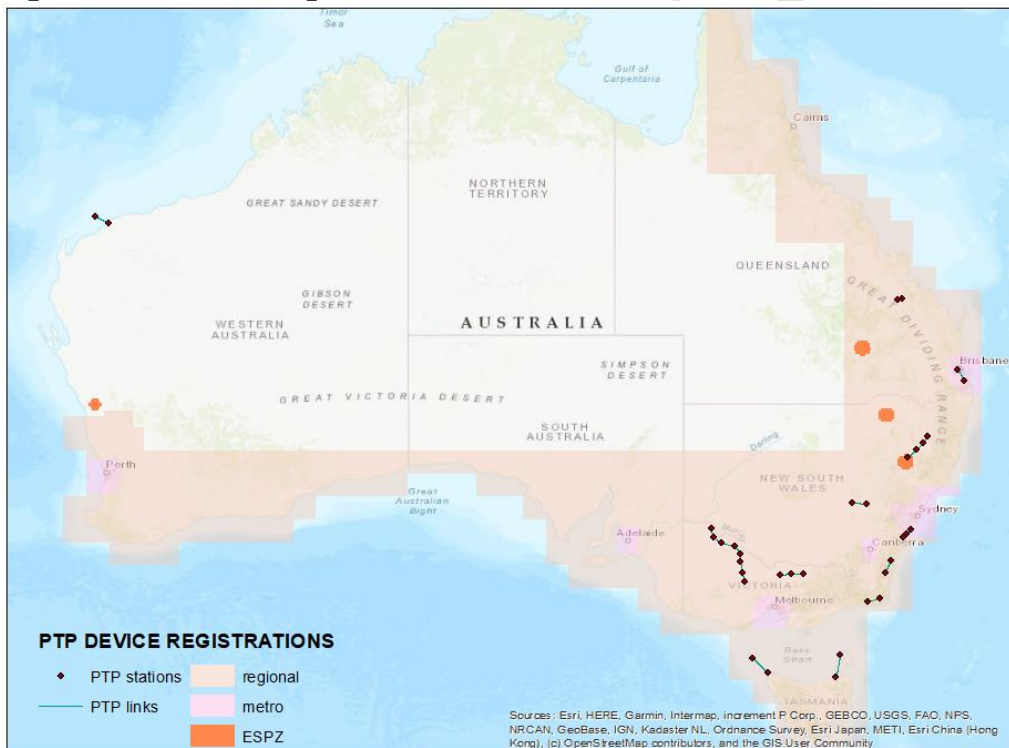 Timor
Sea
Gulf of
Carpentaria
Cairns
NORTHERN
TERRITORY
GREAT SANDY DESERT
QUEENSLAND
GREAT DIVIDING RANGE
GIBSON
DESERT
WESTERN
AUSTRALIA
AUSTRALIA
SIMPSON
DESERT
Brisbane
GREAT VICTORIA DESERT
SOUTH
AUSTRALIA
Darling
Perth
NEW SOUTH
WALES
Great
Australian
Bight
Sydney
Adelaide
Murray
Canberra
VICTORIA
Melbourne
Bass
Strait
TASMANIA
PTP DEVICE REGISTRATIONS
PTP stations
regional
PTP links
metro
ESPZ
Sources: Esri, HERE, Garmin, Intermap, increment P Corp., GEBCO, USGS, FAO, NPS,
NRCAN, GeoBase, IGN, Kadaster NL, Ordnance Survey, Esri Japan, METI, Esri China (Hong
Kong), (c) OpenStreetMap contributors, and the GIS User Community